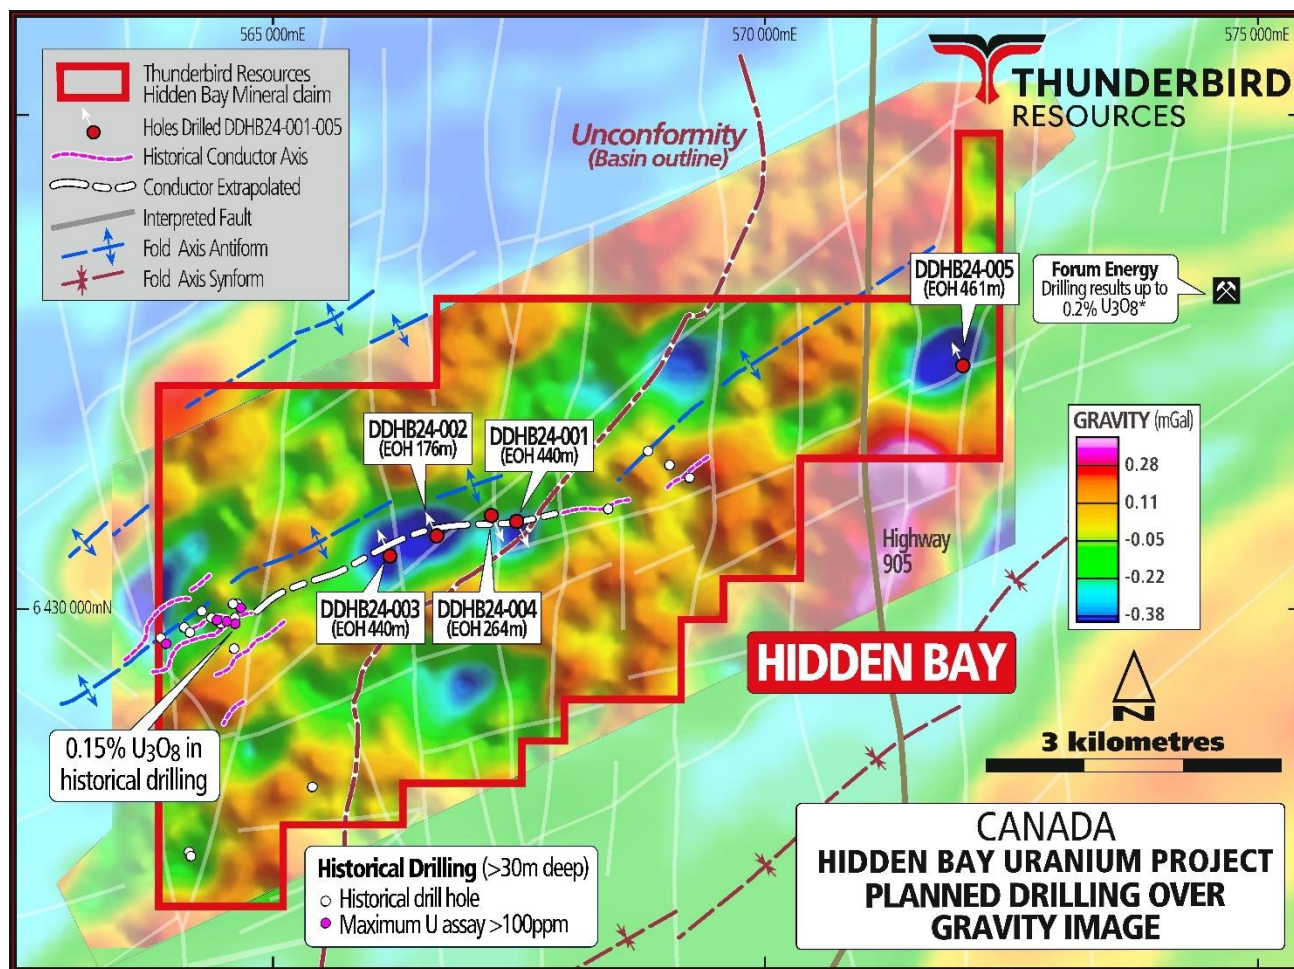 565 000mE
570 000mE
575 000mE
Thunderbird Resources
Hidden Bay Mineral claim
Holes Drilled DDHB24-001-005
Historical Conductor Axis
Conductor Extrapolated
Interpreted Fault
Fold Axis Antiform
Fold Axis Synform
THUNDERBIRD
RESOURCES
Unconformity
(Basin outline)
DDHB24-005
(EOH 461m)
Forum Energy
Drilling results up to
0.2% U3O8*
DDHB24-002
(EOH 176m)
DDHB24-001
(EOH 440m)
GRAVITY (mGal)
0.28
0.11
-0.05
-0.22
-0.38
Highway
905
6 430 000mN
DDHB24-003
(EOH 440m)
DDHB24-004
(EOH 264m)
HIDDEN BAY
0.15% U3O8 in
historical drilling
N
3 kilometres
Historical Drilling (>30m deep)
Historical drill hole
Maximum U assay >100ppm
CANADA
HIDDEN BAY URANIUM PROJECT
PLANNED DRILLING OVER
GRAVITY IMAGE